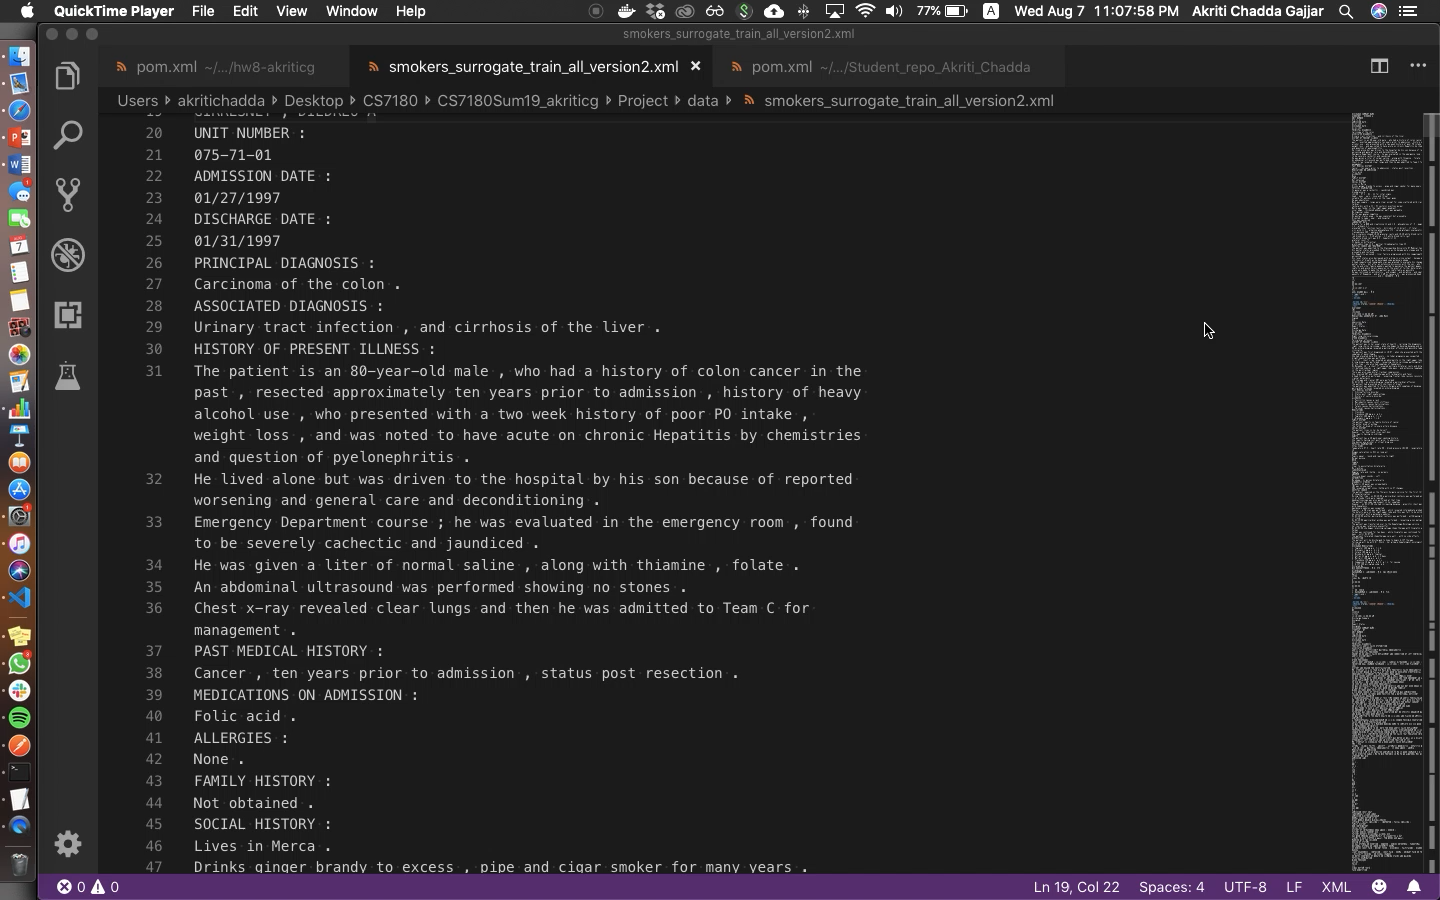 QuickTime Player File Edit View Window Help 77% A Wed Aug 7 11:07:58 PM Akriti Chadda Gajjar
smokers_surrogate_train_all_version2.xml
pom.xml ~/.../hw8-akriticg smokers_surrogate_train_all_version2.xml × pom.xml ~/.../Student_repo_Akriti_Chadda
Users akritichadda Desktop CS7180 CS7180Sum19_akriticg Project data smokers_surrogate_train_all_version2.xml
20 UNIT NUMBER :
21 075-71-01
22 ADMISSION DATE :
23 01/27/1997
24 DISCHARGE DATE :
25 01/31/1997
26 PRINCIPAL DIAGNOSIS :
27 Carcinoma of the colon .
28 ASSOCIATED DIAGNOSIS :
29 Urinary tract infection , and cirrhosis of the liver .
30 HISTORY OF PRESENT ILLNESS :
31 The patient is an 80-year-old male , who had a history of colon cancer in the
past , resected approximately ten years prior to admission , history of heavy
alcohol use , who presented with a two week history of poor PO intake ,
weight loss , and was noted to have acute on chronic Hepatitis by chemistries
and question of pyelonephritis .
32 He lived alone but was driven to the hospital by his son because of reported
worsening and general care and deconditioning .
33 Emergency Department course ; he was evaluated in the emergency room , found
to be severely cachectic and jaundiced .
34 He was given a liter of normal saline , along with thiamine , folate .
35 An abdominal ultrasound was performed showing no stones .
36 Chest x-ray revealed clear lungs and then he was admitted to Team C for
management .
37 PAST MEDICAL HISTORY :
38 Cancer , ten years prior to admission , status post resection .
39 MEDICATIONS ON ADMISSION :
40 Folic acid .
41 ALLERGIES :
42 None .
43 FAMILY HISTORY :
44 Not obtained .
45 SOCIAL HISTORY :
46 Lives in Merca .
47 Drinks ginger brandy to excess , pipe and cigar smoker for many years .
0 0 Ln 19, Col 22 Spaces: 4 UTF-8 LF XML